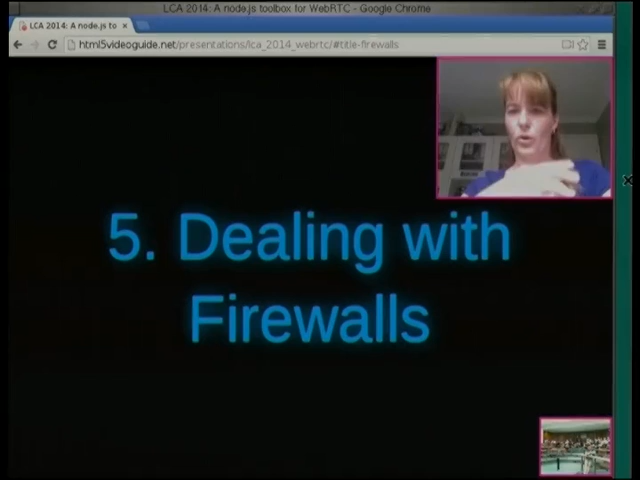 LCA 2014: A node.js toolbox for WebRTC - Google Chrome
LCA 2014: A node.js to
html5videoguide.net/presentations/lca_2014_webrtc/#title-firewalls
5. Dealing with
Firewalls